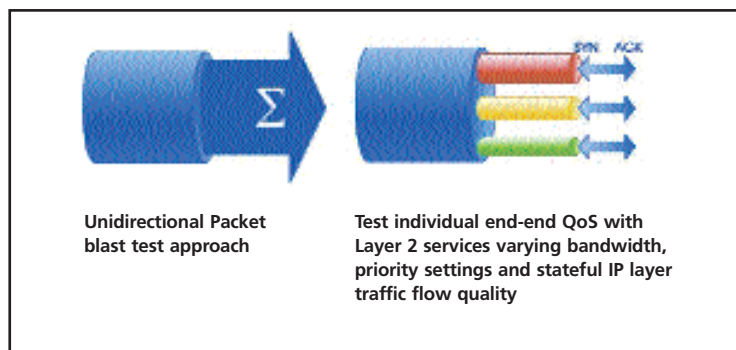 Σ
SYN ACK
Unidirectional Packet
blast test approach
Test individual end-end QoS with
Layer 2 services varying bandwidth,
priority settings and stateful IP layer
traffic flow quality